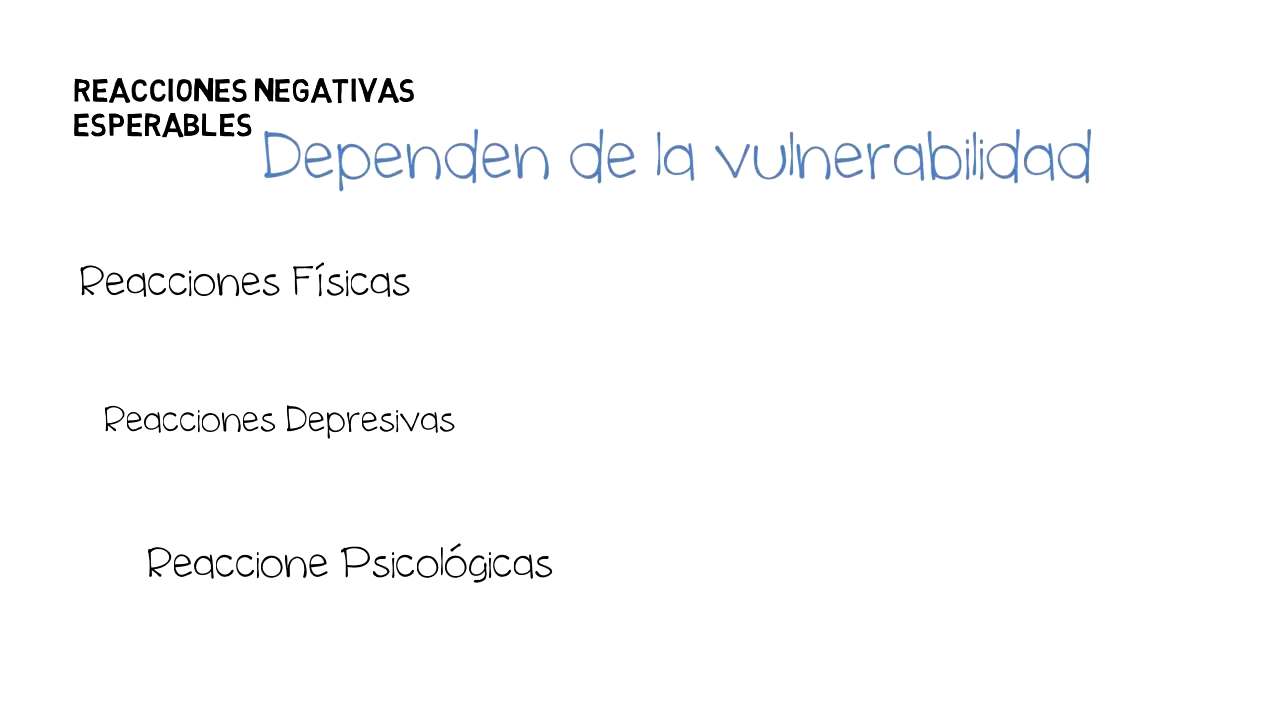 REACCIONES NEGATIVAS
ESPERABLES
Dependen de la vulnerabilidad
Reacciones Físicas
Reacciones Depresivas
Reaccione Psicológicas